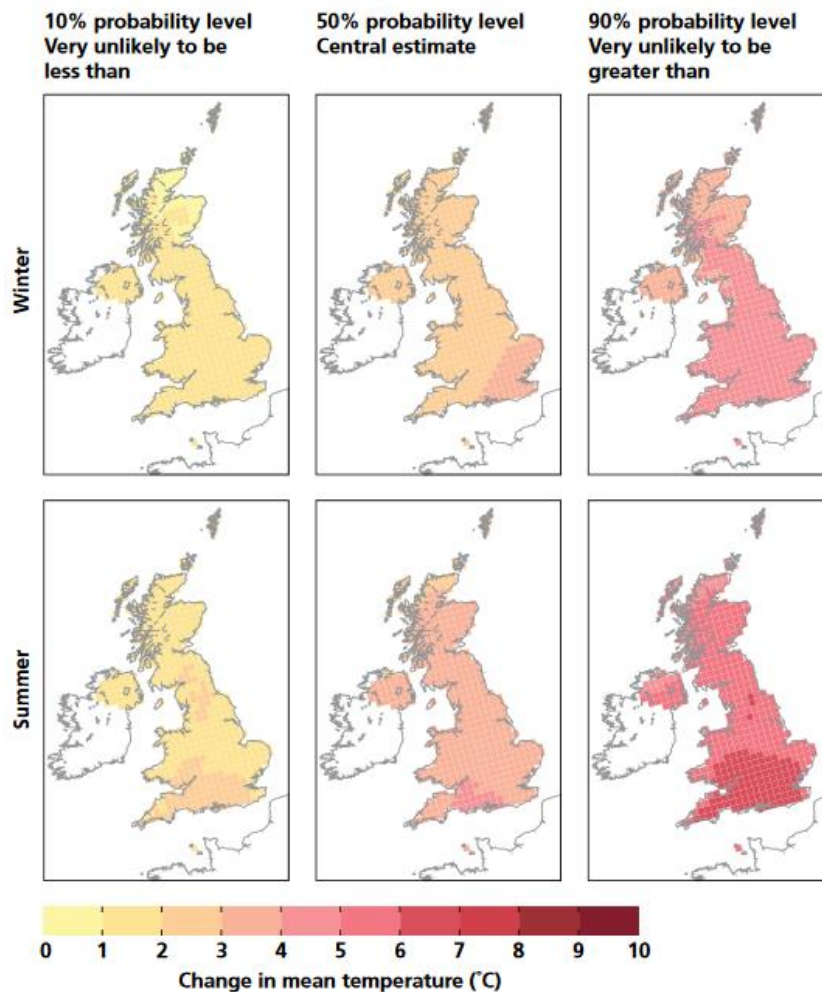 10% probability level
Very unlikely to be
less than
50% probability level
Central estimate
90% probability level
Very unlikely to be
greater than
Winter
Summer
0 1 2 3 4 5 6 7 8 9 10
Change in mean temperature (˚C)